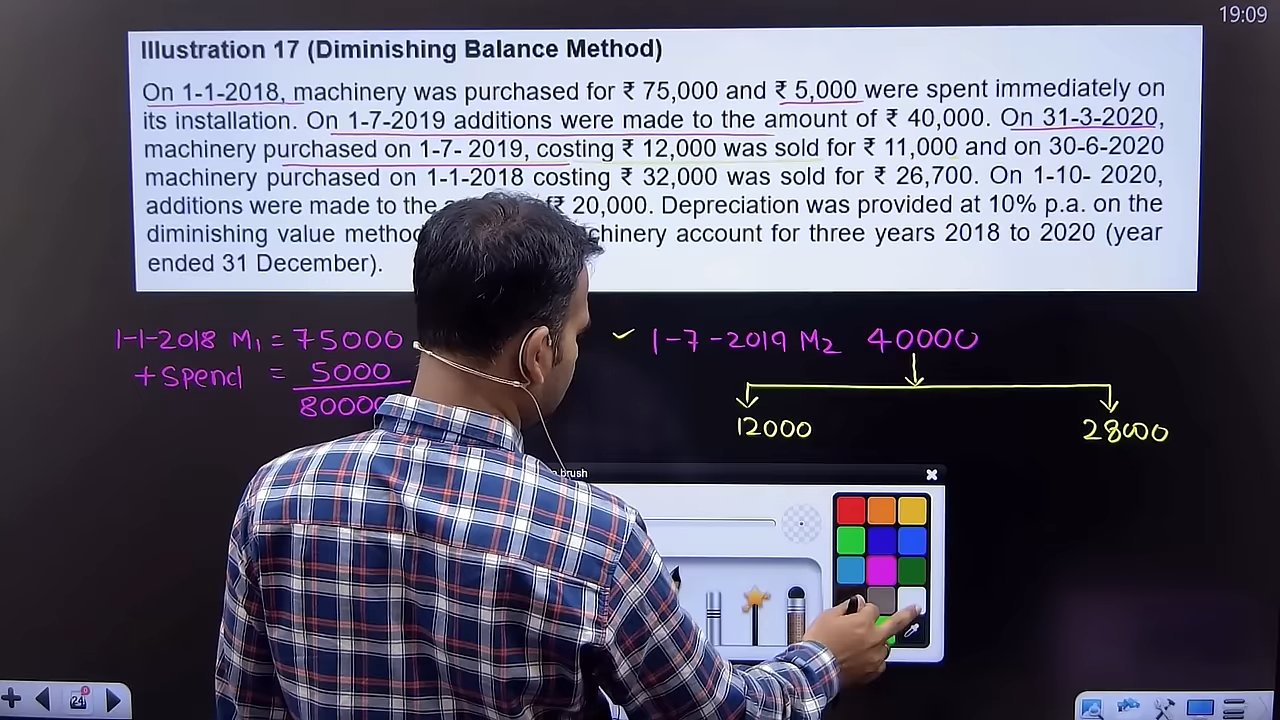 19:09
Illustration 17 (Diminishing Balance Method)
On 1-1-2018, machinery was purchased for ₹ 75,000 and ₹ 5,000 were spent immediately on
its installation. On 1-7-2019 additions were made to the amount of ₹ 40,000. On 31-3-2020,
machinery purchased on 1-7- 2019, costing ₹ 12,000 was sold for ₹ 11,000 and on 30-6-2020
machinery purchased on 1-1-2018 costing ₹ 32,000 was sold for ₹ 26,700. On 1-10- 2020,
additions were made to the ₹ 20,000. Depreciation was provided at 10% p.a. on the
diminishing value account for three years 2018 to 2020 (year
ended 31 December).
1-1-2018 M1 = 75000
+ Spend = 5000
80000
1-7-2019 M2 40000
12000 28000
brush
24